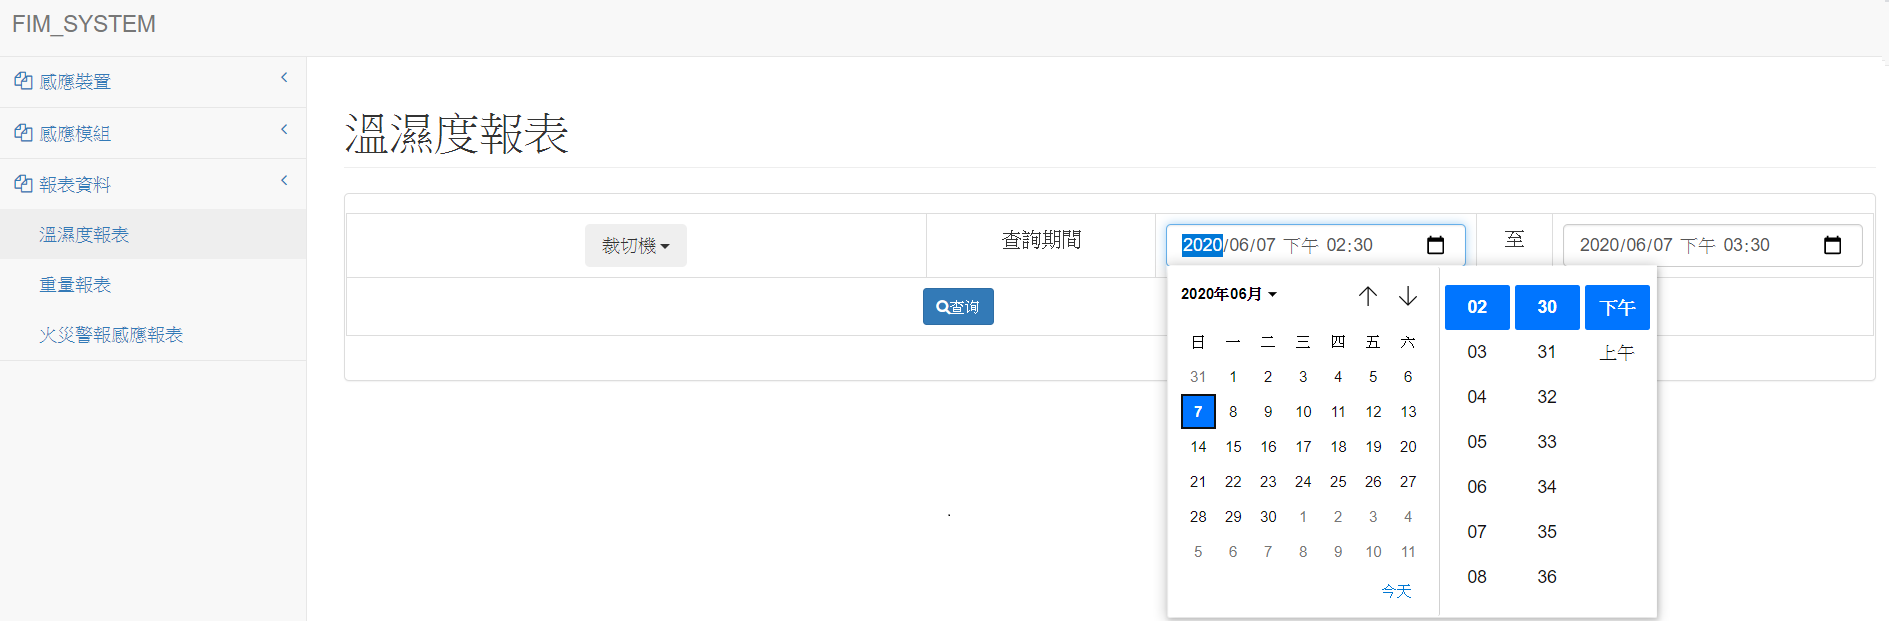 FIM_SYSTEM
感應裝置
感應模組
報表資料
溫濕度報表
重量報表
火災警報感應報表
溫濕度報表
裁切機 查詢期間 2020/06/07 下午 02:30 至 2020/06/07 下午 03:30
查询
2020年06月
日 一 二 三 四 五 六
31 1 2 3 4 5 6
7 8 9 10 11 12 13
14 15 16 17 18 19 20
21 22 23 24 25 26 27
28 29 30 1 2 3 4
5 6 7 8 9 10 11
今天
02 30 下午
03 31 上午
04 32
05 33
06 34
07 35
08 36